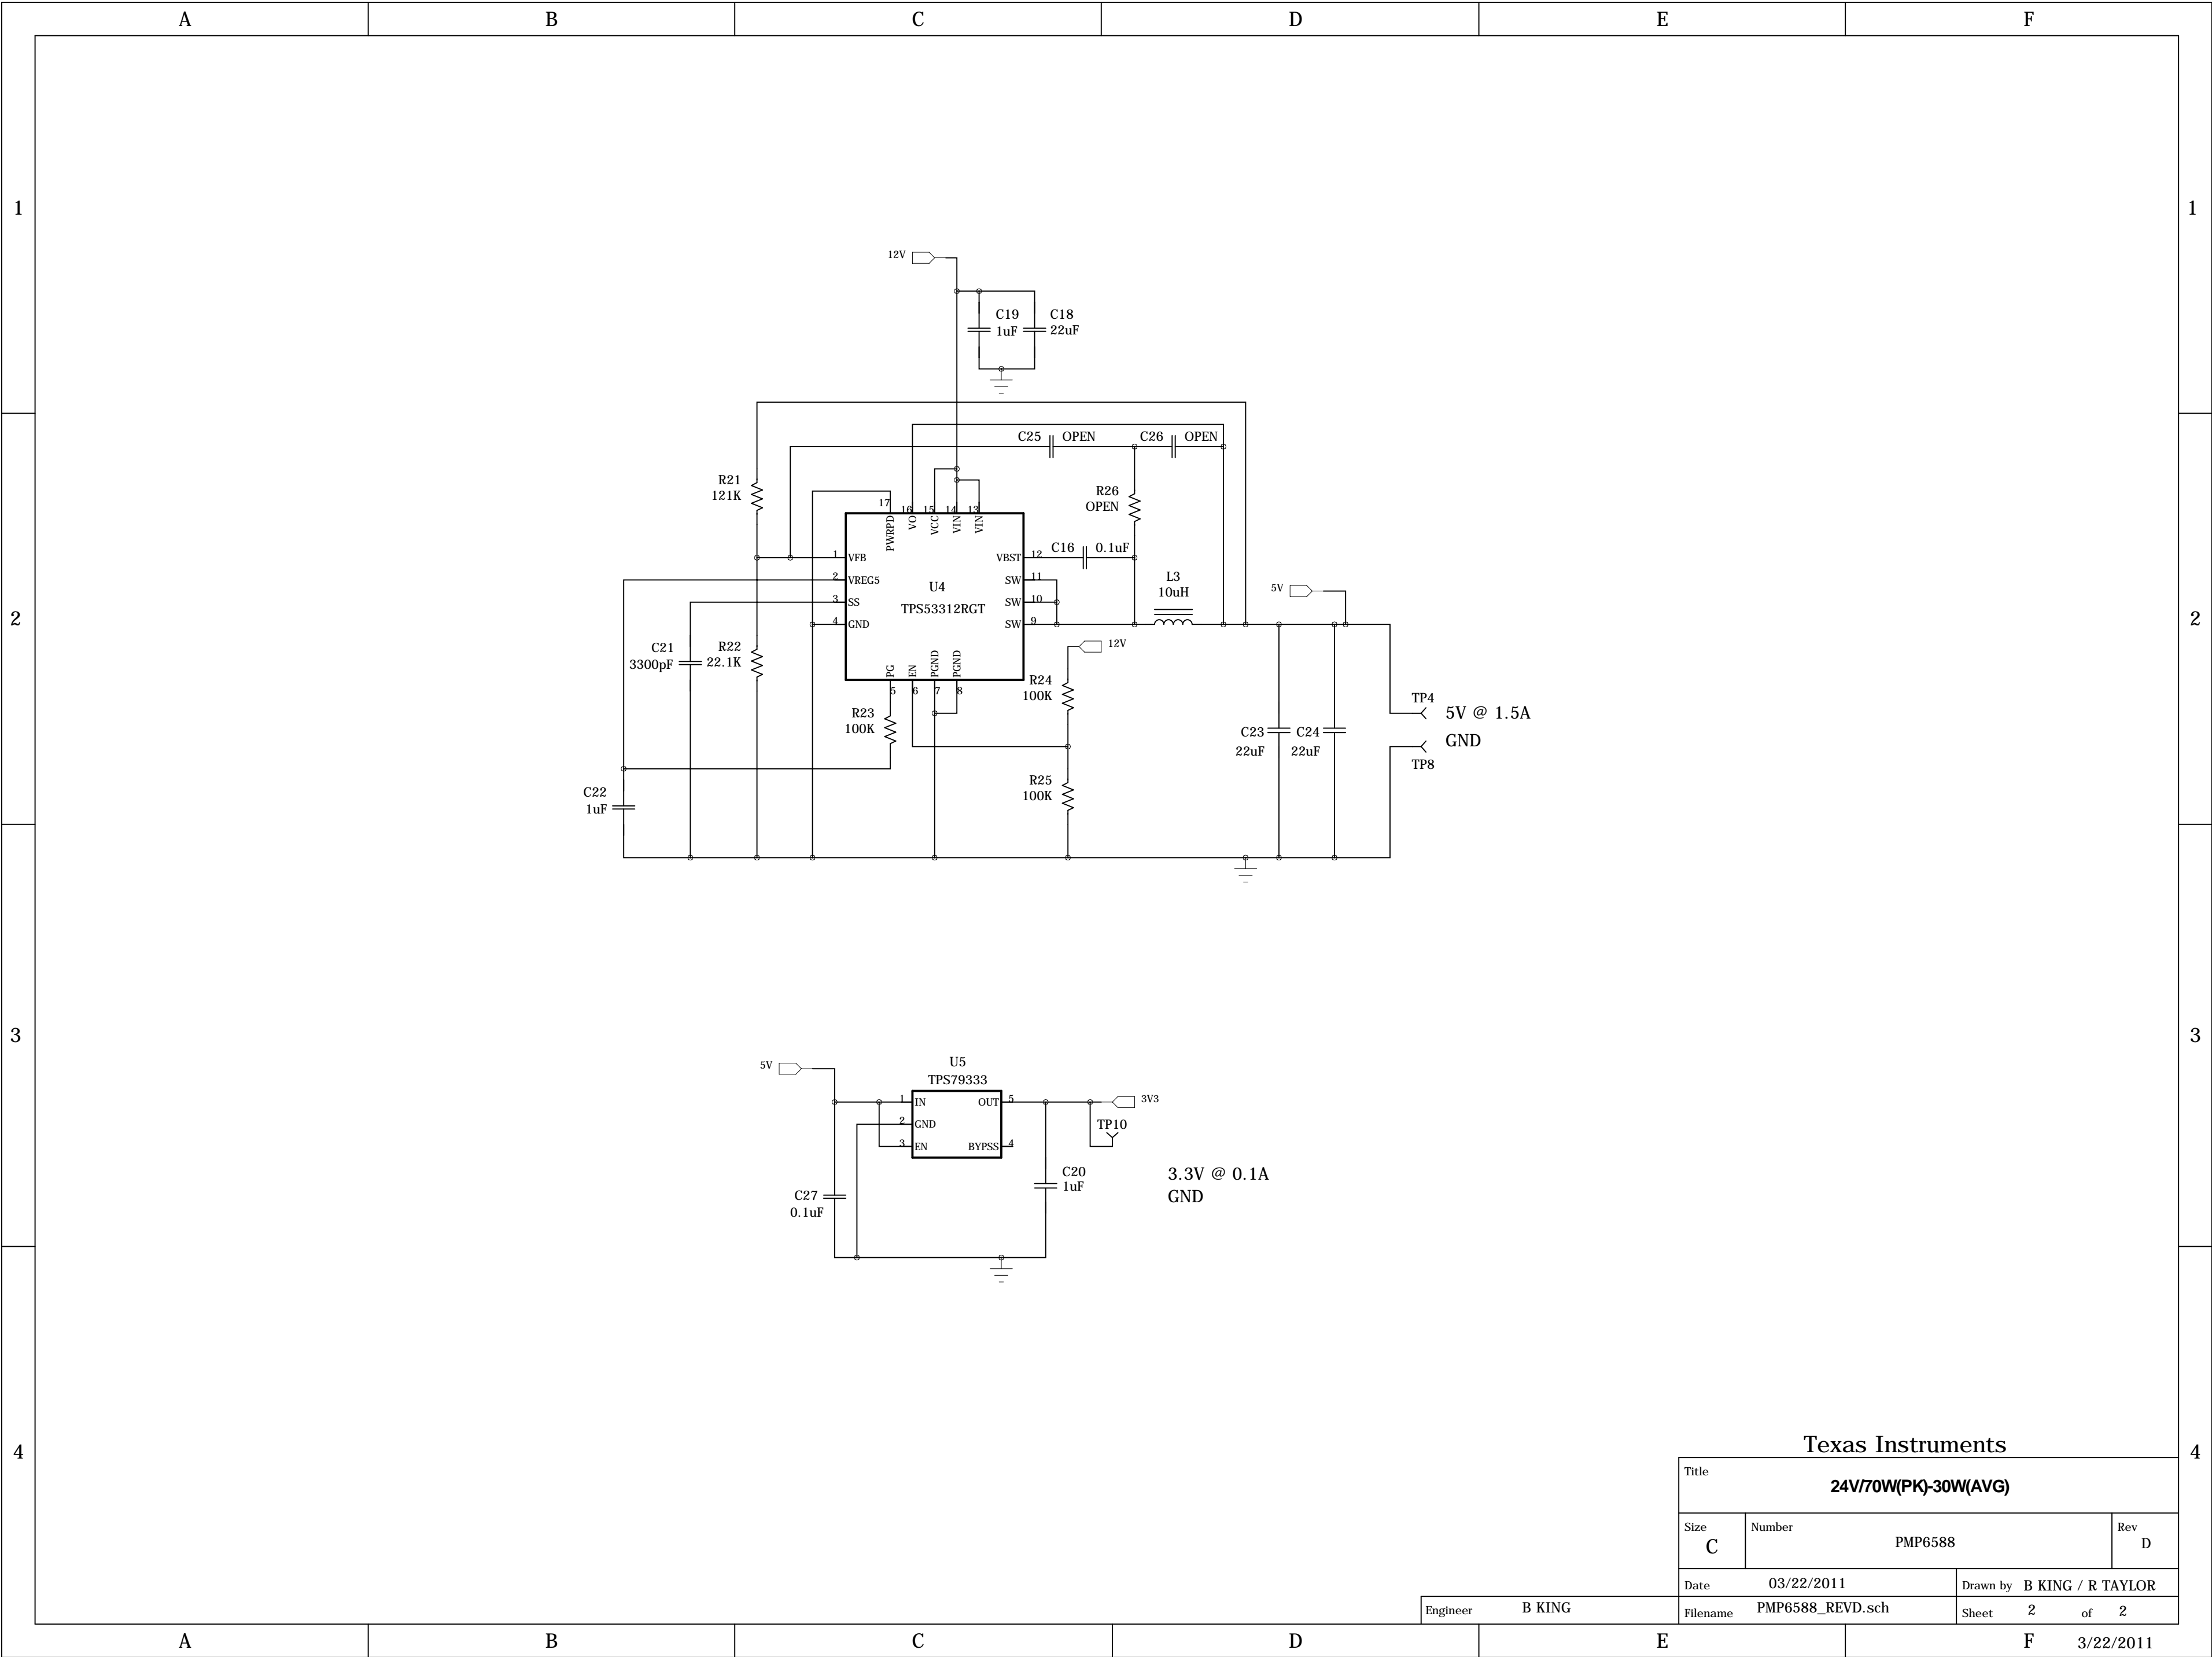 A B C D E F
1 1
12V
C19 C18
1uF 22uF
C25 OPEN C26 OPEN
R21
121K
R26
OPEN
17 16 15 14 13
PWRPD VO VCC VIN VIN
1 VFB
2 VREG5
3 SS
4 GND
U4
TPS53312RGT
VBST 12
SW 11
SW 10
SW 9
C16 0.1uF
L3
10uH
5V
2 2
12V
C21
3300pF
R22
22.1K
PG EN PGND PGND
5 6 7 8
R24
100K
R23
100K
TP4
5V @ 1.5A
GND
TP8
C23 C24
22uF 22uF
R25
100K
C22
1uF
3 3
5V
U5
TPS79333
1 IN OUT 5
2 GND
3 EN BYPSS 4
3V3
TP10
C20
1uF
3.3V @ 0.1A
GND
C27
0.1uF
4 4
Texas Instruments
Title
24V/70W(PK)-30W(AVG)
Size C
Number PMP6588
Rev D
Date 03/22/2011
Drawn by B KING / R TAYLOR
Engineer B KING
Filename PMP6588_REVD.sch
Sheet 2 of 2
A B C D E F
3/22/2011